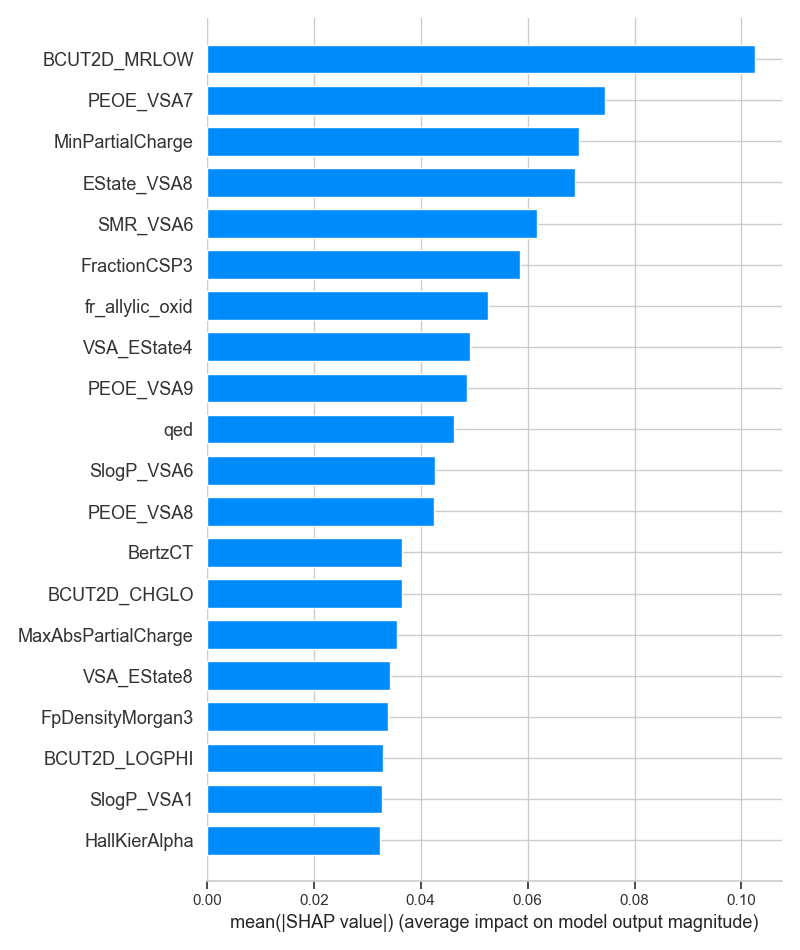 BCUT2D_MRLOW
PEOE_VSA7
MinPartialCharge
EState_VSA8
SMR_VSA6
FractionCSP3
fr_allylic_oxid
VSA_EState4
PEOE_VSA9
qed
SlogP_VSA6
PEOE_VSA8
BertzCT
BCUT2D_CHGLO
MaxAbsPartialCharge
VSA_EState8
FpDensityMorgan3
BCUT2D_LOGPHI
SlogP_VSA1
HallKierAlpha
0.00 0.02 0.04 0.06 0.08 0.10
mean(|SHAP value|) (average impact on model output magnitude)